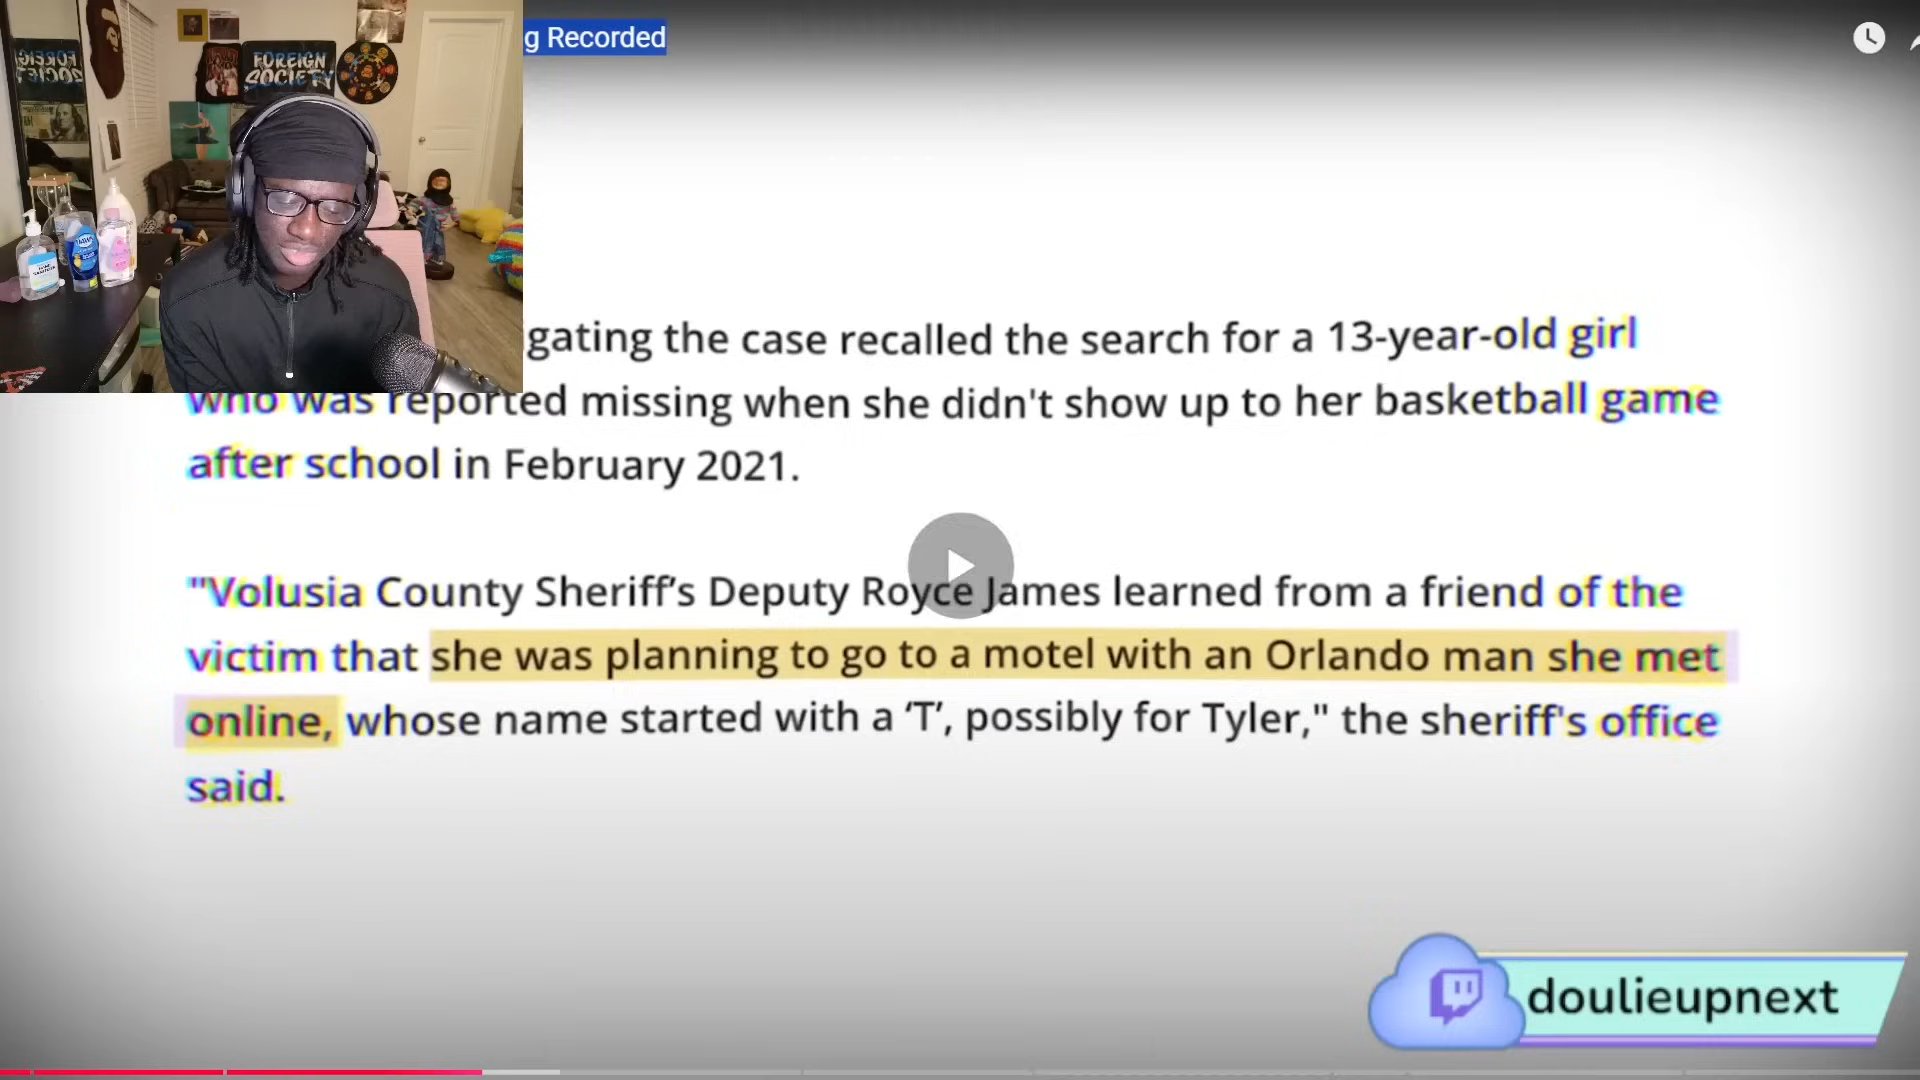 g Recorded
FOREIGN
SOCIETY
gating the case recalled the search for a 13-year-old girl
who was reported missing when she didn't show up to her basketball game
after school in February 2021.
"Volusia County Sheriff’s Deputy Royce James learned from a friend of the
victim that she was planning to go to a motel with an Orlando man she met
online, whose name started with a ‘T’, possibly for Tyler," the sheriff's office
said.
doulieupnext